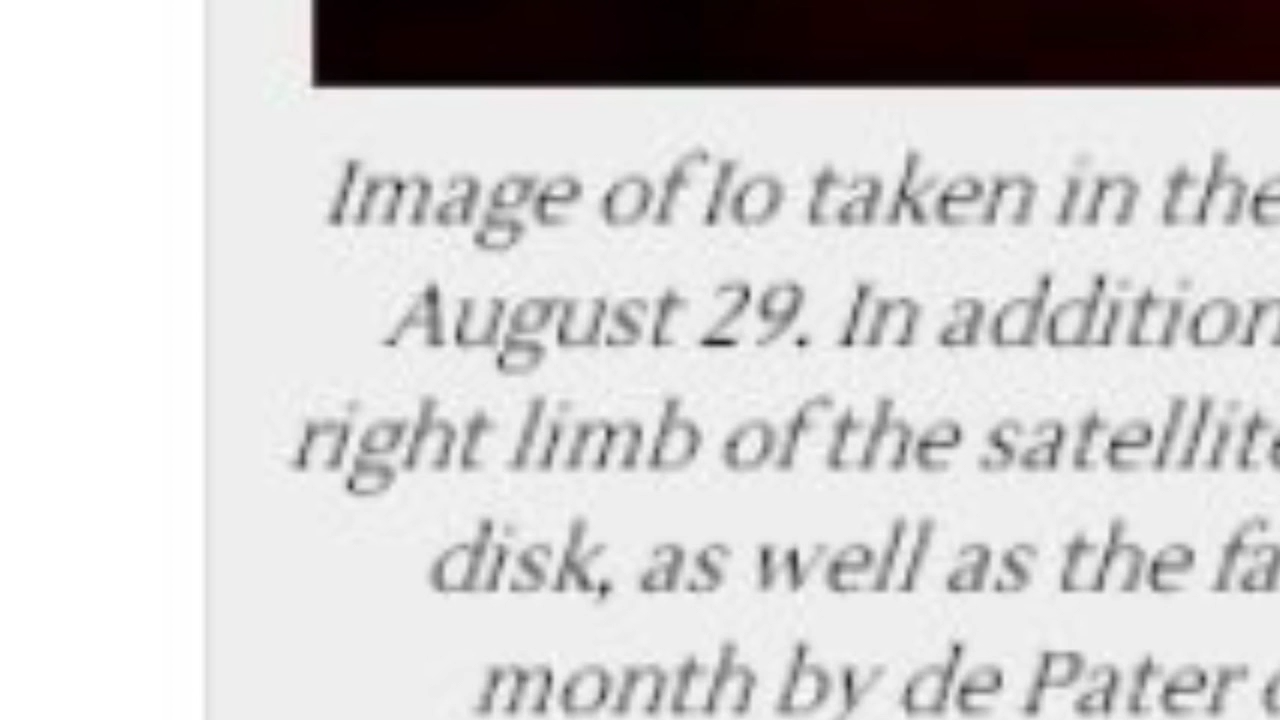 Image of Io taken in the
August 29. In addition
right limb of the satellite
disk, as well as the fa
month by de Pater